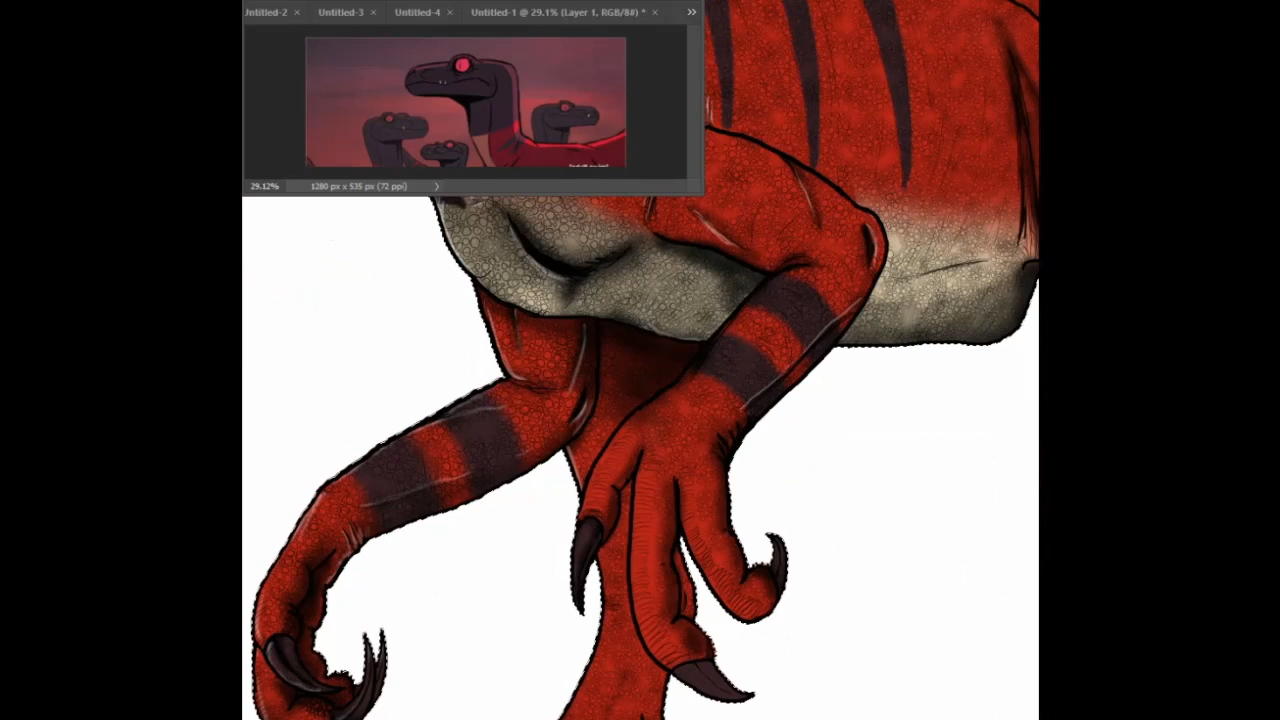 Untitled-2 × Untitled-3 × Untitled-4 × Untitled-1 @ 29.1% (Layer 1, RGB/8#) * × »
29.12% 1280 px x 535 px (72 ppi) >